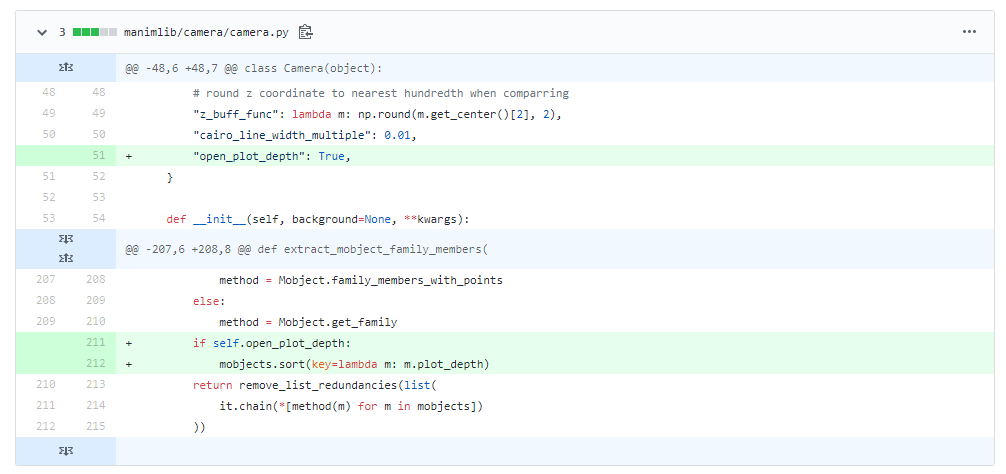 3 manimlib/camera/camera.py
@@ -48,6 +48,7 @@ class Camera(object):
48 48 # round z coordinate to nearest hundredth when comparring
49 49 "z_buff_func": lambda m: np.round(m.get_center()[2], 2),
50 50 "cairo_line_width_multiple": 0.01,
51 + "open_plot_depth": True,
51 52 }
52 53
53 54 def __init__(self, background=None, **kwargs):
@@ -207,6 +208,8 @@ def extract_mobject_family_members(
207 208 method = Mobject.family_members_with_points
208 209 else:
209 210 method = Mobject.get_family
211 + if self.open_plot_depth:
212 + mobjects.sort(key=lambda m: m.plot_depth)
210 213 return remove_list_redundancies(list(
211 214 it.chain(*[method(m) for m in mobjects])
212 215 ))